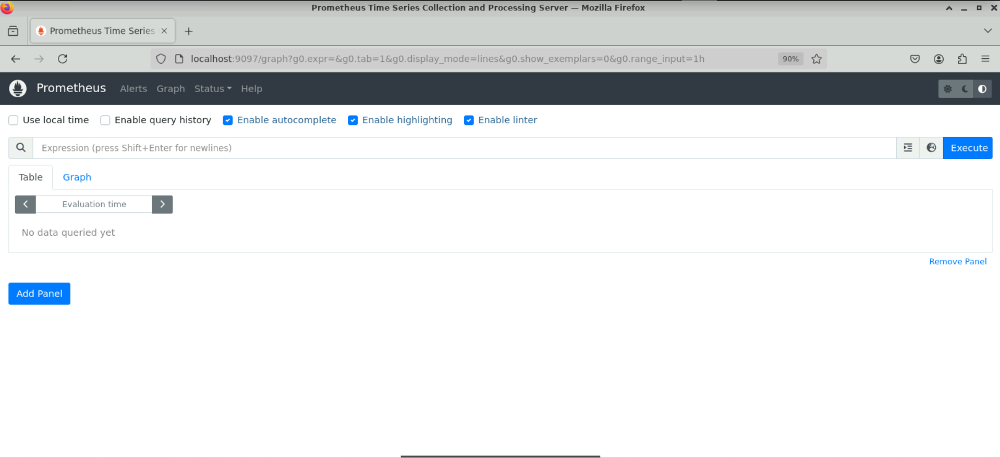 Prometheus Time Series Collection and Processing Server — Mozilla Firefox
Prometheus Time Series
localhost:9097/graph?g0.expr=&g0.tab=1&g0.display_mode=lines&g0.show_exemplars=0&g0.range_input=1h 90%
Prometheus Alerts Graph Status Help
Use local time Enable query history Enable autocomplete Enable highlighting Enable linter
Expression (press Shift+Enter for newlines) Execute
Table Graph
Evaluation time
No data queried yet
Remove Panel
Add Panel